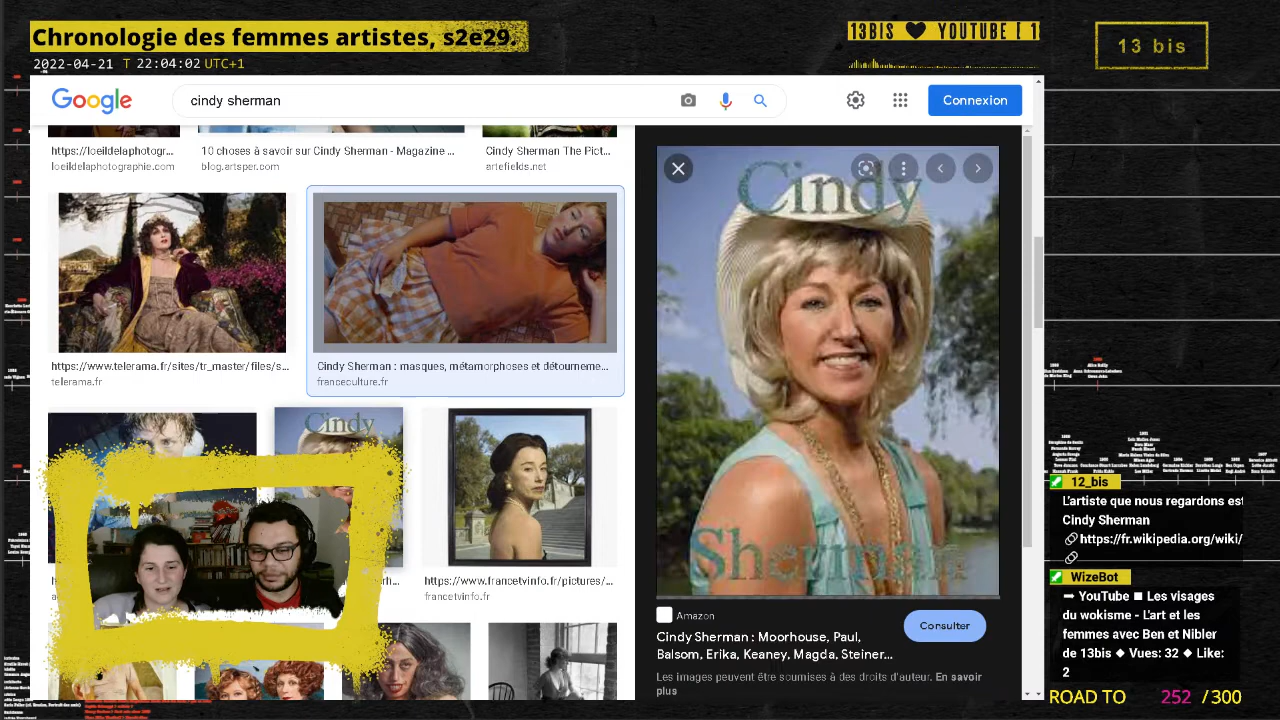 Chronologie des femmes artistes, s2e29.
2022-04-21 T 22:04:02 UTC+1
13BIS ♥ YOUTUBE [ 1
13 bis
Google
cindy sherman
Connexion
https://loeildelaphotogr...
loeildelaphotographie.com
10 choses à savoir sur Cindy Sherman - Magazine ...
blog.artsper.com
Cindy Sherman The Pict...
artefields.net
https://www.telerama.fr/sites/tr_master/files/s...
telerama.fr
Cindy Sherman : masques, métamorphoses et détourneme...
franceculture.fr
Cindy
https://www.francetvinfo.fr/pictures/...
francetvinfo.fr
Cindy
Sherman
Amazon
Cindy Sherman : Moorhouse, Paul,
Balsom, Erika, Keaney, Magda, Steiner...
Consulter
Les images peuvent être soumises à des droits d'auteur. En savoir
plus
12_bis
L'artiste que nous regardons est
Cindy Sherman
https://fr.wikipedia.org/wiki/
WizeBot
➡ YouTube ■ Les visages
du wokisme - L'art et les
femmes avec Ben et Nibler
de 13bis ◆ Vues: 32 ◆ Like:
2
ROAD TO 252 / 300